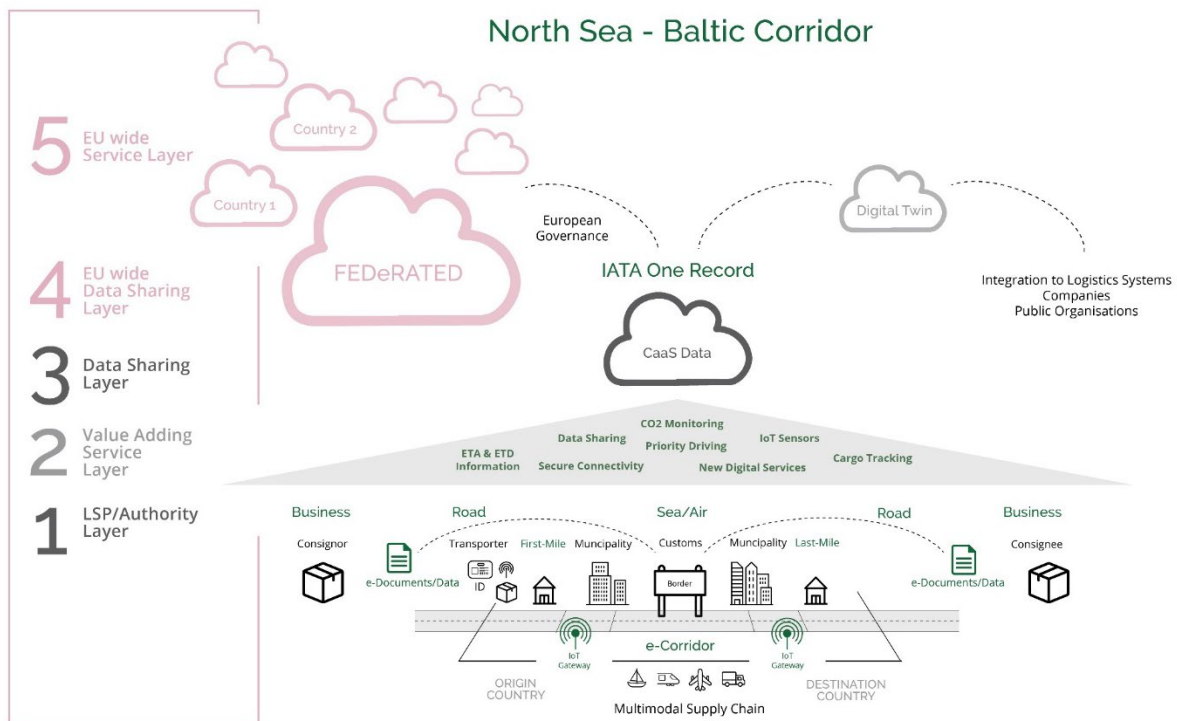 North Sea - Baltic Corridor
5
EU wide
Service Layer
Country 2
Country 1
FEDeRATED
European
Governance
Digital Twin
4
EU wide
Data Sharing
Layer
IATA One Record
CaaS Data
Integration to Logistics Systems
Companies
Public Organisations
3
Data Sharing
Layer
2
Value Adding
Service
Layer
CO2 Monitoring
Data Sharing
Priority Driving
IoT Sensors
ETA & ETD
Information
Secure Connectivity
New Digital Services
Cargo Tracking
1
LSP/Authority
Layer
Business
Road
Sea/Air
Road
Business
Consignor
Transporter
First-Mile
Muncipality
Customs
Muncipality
Last-Mile
Consignee
e-Documents/Data
ID
Border
e-Documents/Data
IoT
Gateway
e-Corridor
IoT
Gateway
ORIGIN
COUNTRY
DESTINATION
COUNTRY
Multimodal Supply Chain